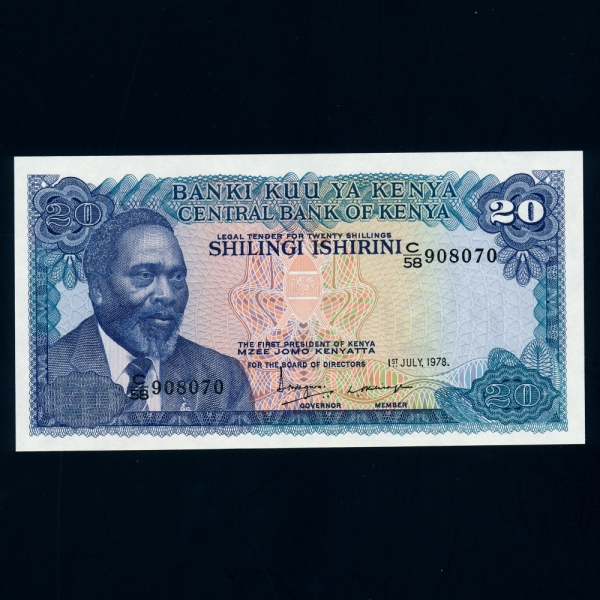 BANKI KUU YA KENYA
CENTRAL BANK OF KENYA
20
20
LEGAL TENDER FOR TWENTY SHILLINGS
SHILINGI ISHIRINI
C/58 908070
THE FIRST PRESIDENT OF KENYA
MZEE JOMO KENYATTA
FOR THE BOARD OF DIRECTORS
1ST JULY, 1978.
C/58 908070
GOVERNOR
MEMBER
20